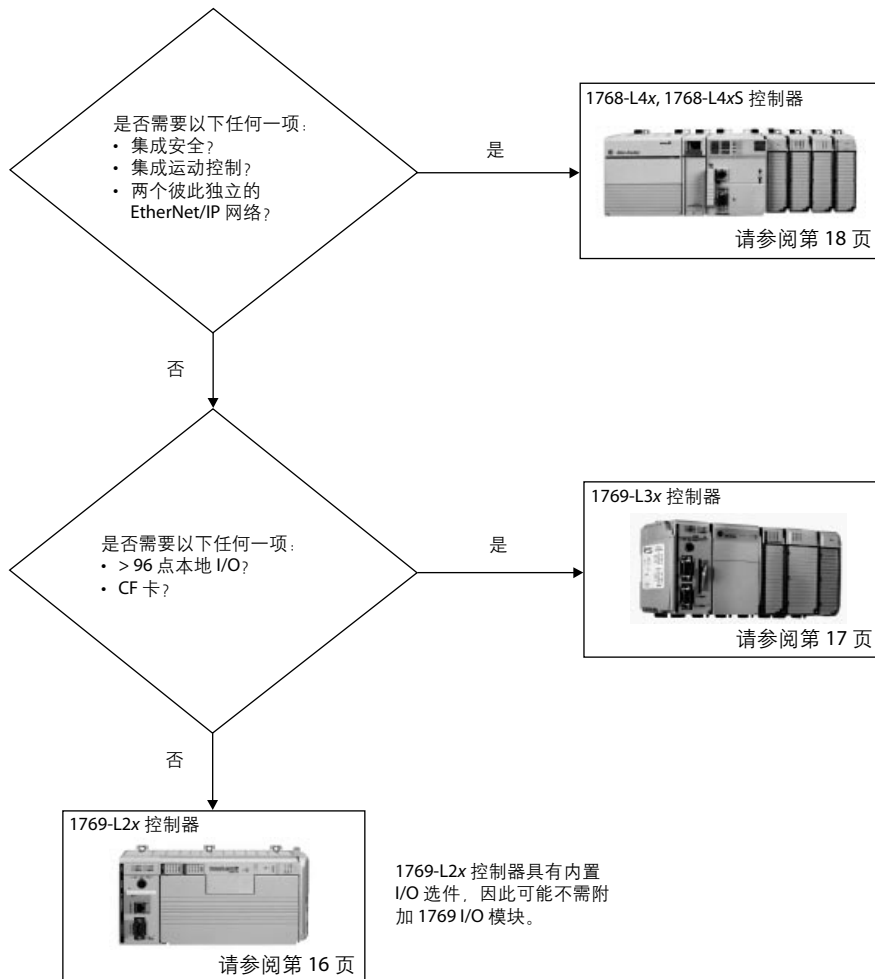 1768-L4x, 1768-L4xS 控制器
是否需要以下任何一项：
• 集成安全？
• 集成运动控制？
• 两个彼此独立的
EtherNet/IP 网络？
是
请参阅第 18 页
否
1769-L3x 控制器
是否需要以下任何一项：
• > 96 点本地 I/O？
• CF 卡？
是
请参阅第 17 页
否
1769-L2x 控制器
1769-L2x 控制器具有内置
I/O 选件，因此可能不需附
加 1769 I/O 模块。
请参阅第 16 页